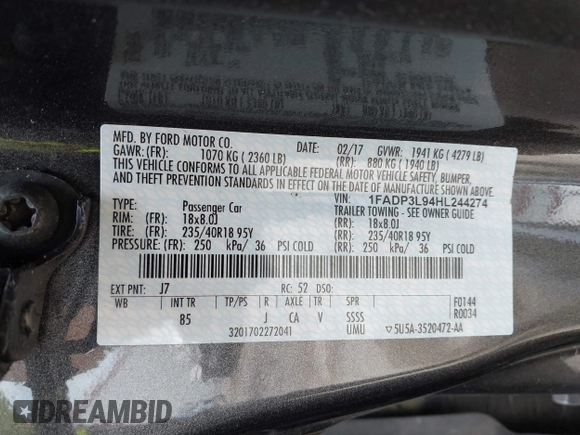 MFD. BY FORD MOTOR CO.
DATE: 02/17 GVWR: 1941 KG ( 4279 LB)
GAWR: (FR): 1070 KG ( 2360 LB) (RR): 880 KG ( 1940 LB)
THIS VEHICLE CONFORMS TO ALL APPLICABLE FEDERAL MOTOR VEHICLE SAFETY, BUMPER,
AND THEFT PREVENTION STANDARDS IN EFFECT ON THE DATE OF MANUFACTURE SHOWN ABOVE.
VIN: 1FADP3L94HL244274
TYPE: Passenger Car TRAILER TOWING - SEE OWNER GUIDE
RIM: (FR): 18x8.0J (RR): 18x8.0J
TIRE: (FR): 235/40R18 95Y (RR): 235/40R18 95Y
PRESSURE: (FR): 250 kPa/ 36 PSI COLD (RR): 250 kPa/ 36 PSI COLD
EXT PNT: J7 RC: 52 DSO:
WB INT TR TP/PS R AXLE TR SPR F0144
85 J CA V SSSS R0034
3201702272041 UMU ▽5U5A-3520472-AA
IDREAMBID